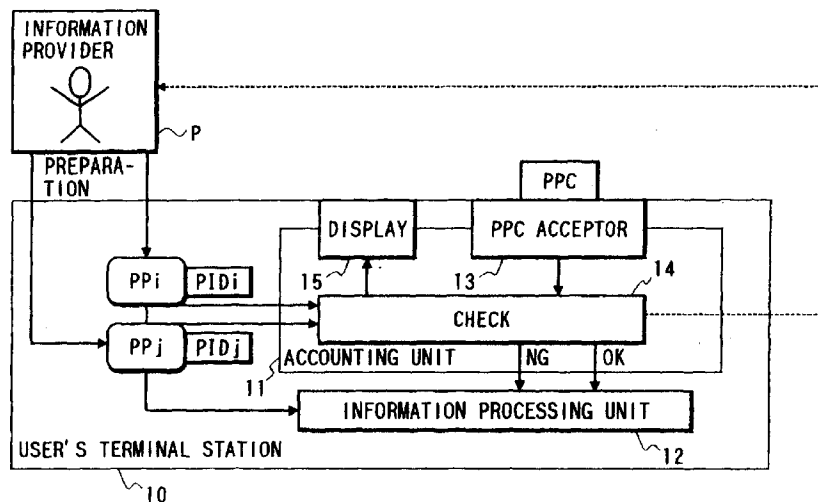 INFORMATION
PROVIDER
P
PREPARA-
TION
PPC
DISPLAY
PPC ACCEPTOR
15
13
14
PPi
PIDi
CHECK
PPj
PIDj
ACCOUNTING UNIT
NG
OK
11
INFORMATION PROCESSING UNIT
USER'S TERMINAL STATION
12
10